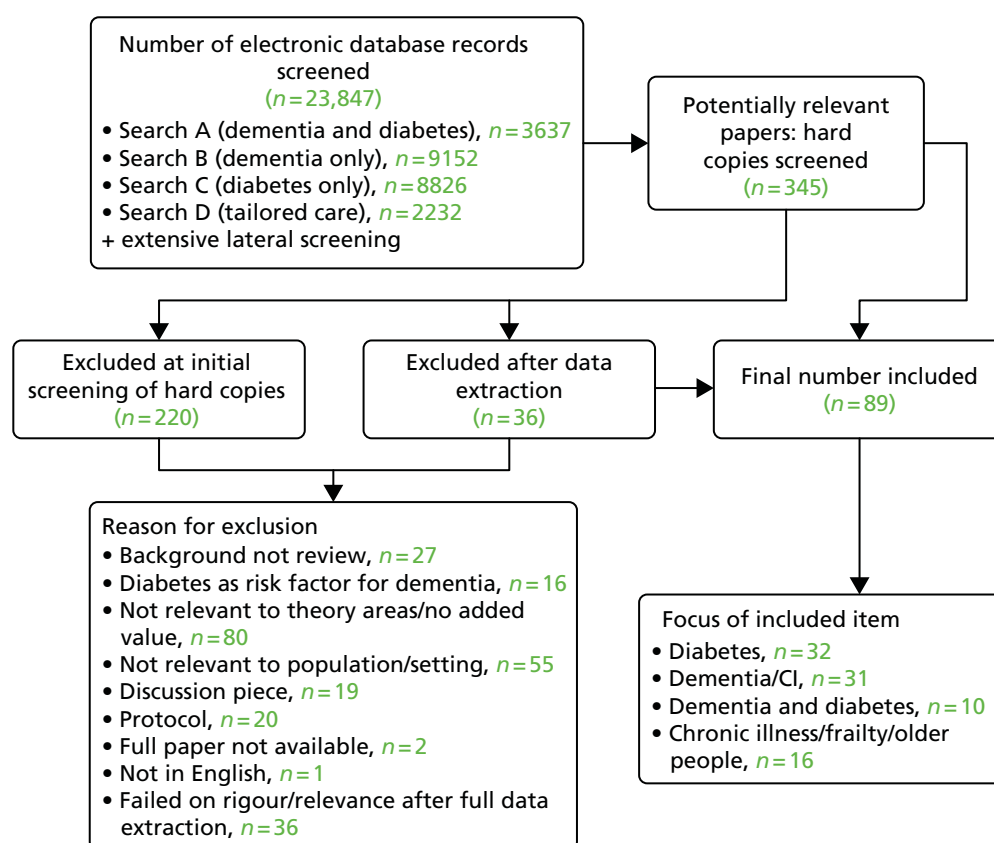 Number of electronic database records
screened
(n=23,847)
• Search A (dementia and diabetes), n=3637
• Search B (dementia only), n=9152
• Search C (diabetes only), n=8826
• Search D (tailored care), n=2232
+ extensive lateral screening
Potentially relevant
papers: hard
copies screened
(n=345)
Excluded at initial
screening of hard copies
(n=220)
Excluded after data
extraction
(n=36)
Final number included
(n=89)
Reason for exclusion
• Background not review, n=27
• Diabetes as risk factor for dementia, n=16
• Not relevant to theory areas/no added
value, n=80
• Not relevant to population/setting, n=55
• Discussion piece, n=19
• Protocol, n=20
• Full paper not available, n=2
• Not in English, n=1
• Failed on rigour/relevance after full data
extraction, n=36
Focus of included item
• Diabetes, n=32
• Dementia/CI, n=31
• Dementia and diabetes, n=10
• Chronic illness/frailty/older
people, n=16